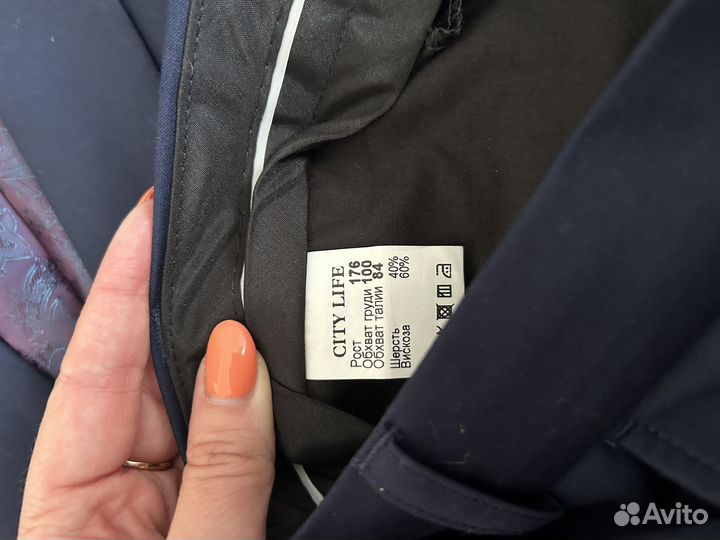 CITY LIFE
Рост 176
Обхват груди 100
Обхват талии 84
Шерсть 40%
Вискоза 60%
Avito